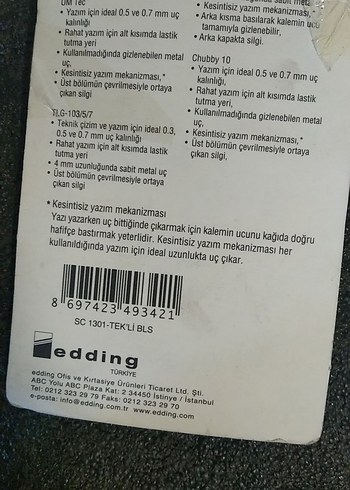 UM Tec
• Yazım için ideal 0.5 ve 0.7 mm uç
kalınlığı
• Rahat yazım için alt kısımda lastik
tutma yeri
• Kullanılmadığında gizlenebilen metal
uç,
• Kesintisiz yazım mekanizması,*
• Üst bölümün çevrilmesiyle ortaya
çıkan silgi
TLG-103/5/7
• Teknik çizim ve yazım için ideal 0.3,
0.5 ve 0.7 mm uç kalınlığı
• Rahat yazım için alt kısımda lastik
tutma yeri
• 4 mm uzunluğunda sabit metal uç
• Üst bölümün çevrilmesiyle ortaya
çıkan silgi
sabit metal
• Kesintisiz yazım mekanizması,*
• Arka kısma basılarak kalemin ucu
tamamıyla gizlenebilir,
• Arka kapakta silgi.
Chubby 10
• Yazım için ideal 0.5 ve 0.7 mm uç
kalınlığı,
• Rahat yazım için alt kısımda lastik
tutma yeri,
• Kullanılmadığında gizlenebilen metal
uç,
• Kesintisiz yazım mekanizması,*
• Üst bölümün çevrilmesiyle ortaya
çıkan silgi,
* Kesintisiz yazım mekanizması
Yazı yazarken uç bittiğinde çıkarmak için kalemin ucunu kağıda doğru
hafifçe bastırmak yeterlidir. Kesintisiz yazım mekanizması her
kullanıldığında yazım için ideal uzunlukta uç çıkar.
8 697423 493421
SC 1301-TEK'Lİ BLS
edding
TÜRKİYE
edding Ofis ve Kırtasiye Ürünleri Ticaret Ltd. Şti.
ABC Yolu ABC Plaza Kat: 2 34450 İstinye / İstanbul
Tel: 0212 323 29 79 Faks: 0212 323 29 70
e-posta: info@edding.com.tr www.edding.com